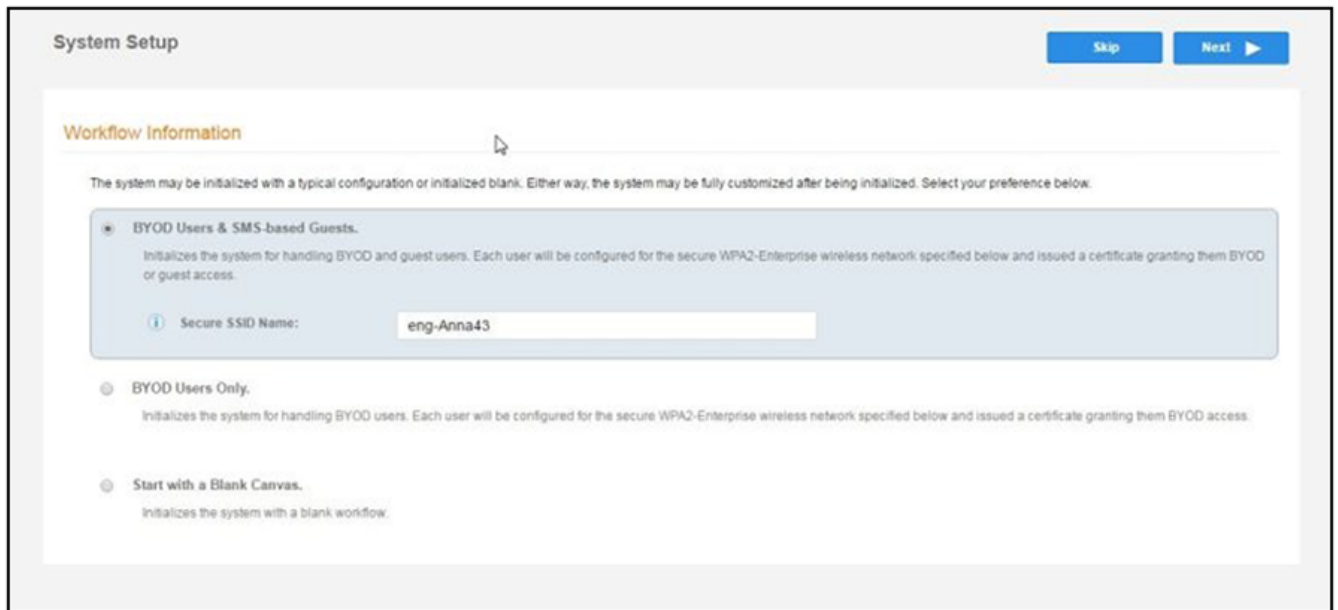 System Setup
Skip
Next
Workflow Information
The system may be initialized with a typical configuration or initialized blank. Either way, the system may be fully customized after being initialized. Select your preference below.
BYOD Users & SMS-based Guests.
Initializes the system for handling BYOD and guest users. Each user will be configured for the secure WPA2-Enterprise wireless network specified below and issued a certificate granting them BYOD
or guest access.
Secure SSID Name:
eng-Anna43
BYOD Users Only.
Initializes the system for handling BYOD users. Each user will be configured for the secure WPA2-Enterprise wireless network specified below and issued a certificate granting them BYOD access.
Start with a Blank Canvas.
Initializes the system with a blank workflow.